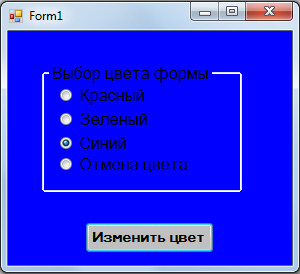 Form1
Выбор цвета формы
Красный
Зеленый
Синий
Отмена цвета
Изменить цвет